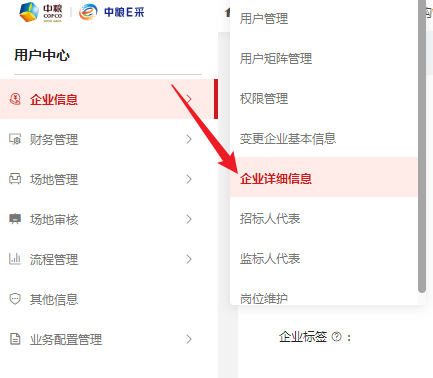 中粮
COFCO
中粮E采
用户中心
企业信息
财务管理
场地管理
场地审核
流程管理
其他信息
业务配置管理
用户管理
用户矩阵管理
权限管理
变更企业基本信息
企业详细信息
招标人代表
监标人代表
岗位维护
企业标签 ? ：